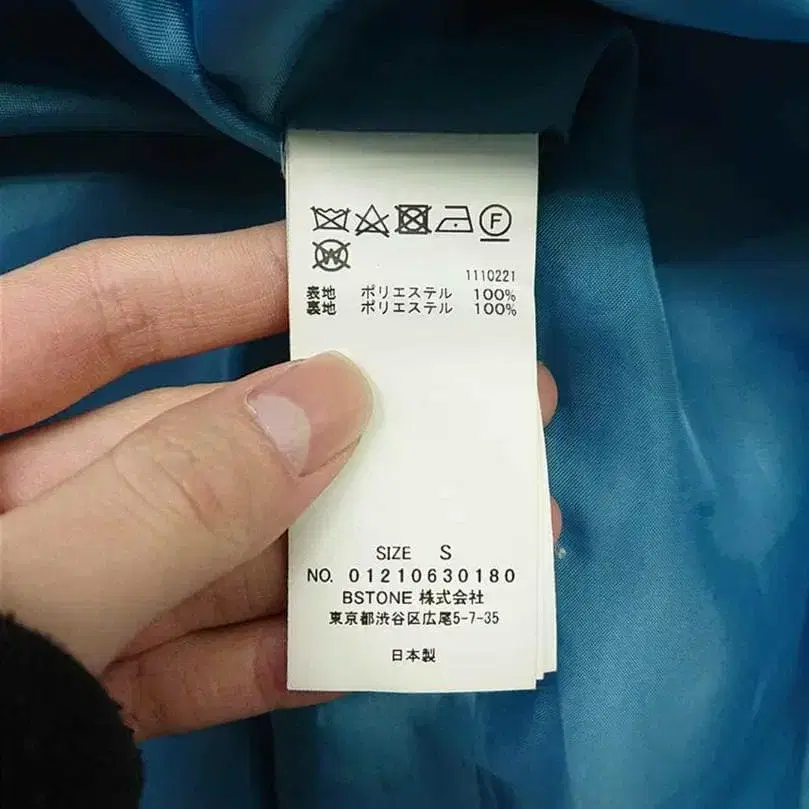 1110221
表地 ポリエステル 100%
裏地 ポリエステル 100%
SIZE S
NO. 01210630180
BSTONE 株式会社
東京都渋谷区広尾5-7-35
日本製